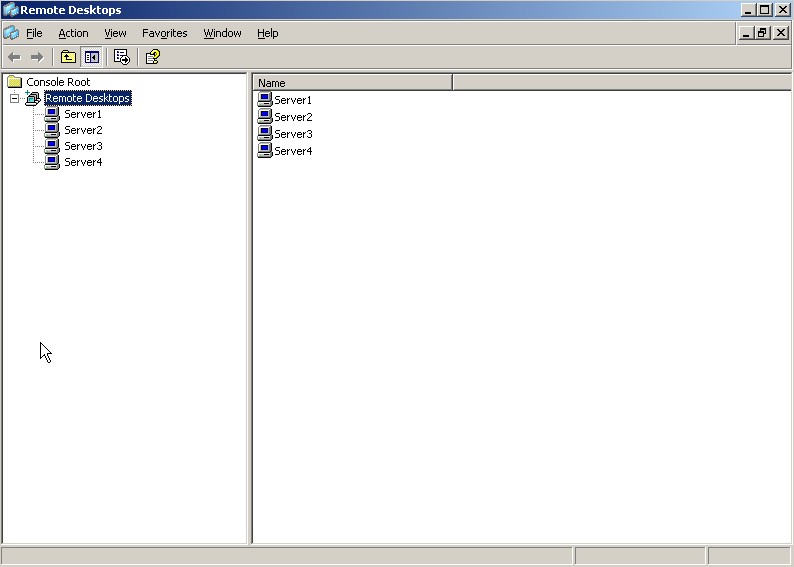 Remote Desktops
File Action View Favorites Window Help
Console Root
Remote Desktops
Server1
Server2
Server3
Server4
Name
Server1
Server2
Server3
Server4